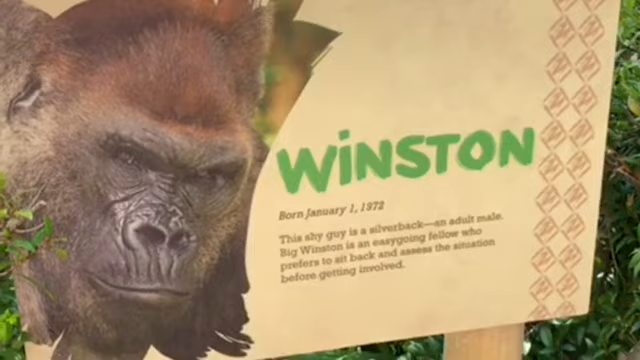 WiNSTON
Born January 1, 1972
This shy guy is a silverback—an adult male.
Big Winston is an easygoing fellow who
prefers to sit back and assess the situation
before getting involved.